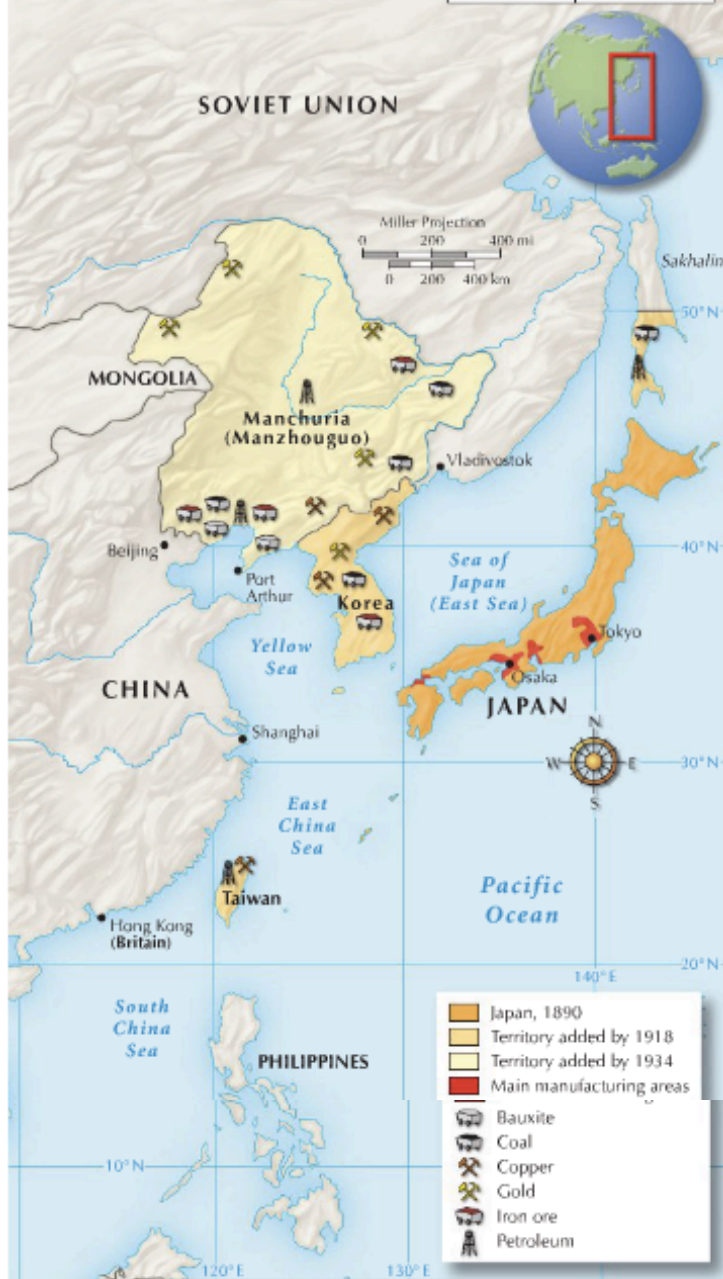 SOVIET UNION
Miller Projection
0 200 400 mi
0 200 400 km
Sakhalin
50°N
MONGOLIA
Manchuria
(Manzhouguo)
Vladivostok
Beijing
40°N
Port
Arthur
Sea of
Japan
(East Sea)
Korea
Tokyo
Yellow
Sea
Osaka
CHINA
JAPAN
N
Shanghai
W E
30°N
S
East
China
Sea
Pacific
Ocean
Taiwan
Hong Kong
(Britain)
20°N
140°E
South
China
Sea
Japan, 1890
Territory added by 1918
PHILIPPINES
Territory added by 1934
Main manufacturing areas
Bauxite
Coal
10°N
Copper
Gold
Iron ore
Petroleum
120°E
130°E